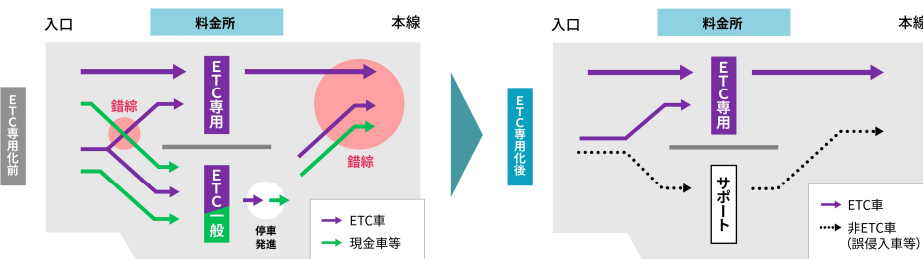 入口
料金所
本線
ETC専用化前
ETC専用
錯綜
錯綜
ETC一般
停車
発進
ETC車
現金車等
入口
料金所
本線
ETC専用化後
ETC専用
サポート
ETC車
非ETC車
(誤侵入車等)